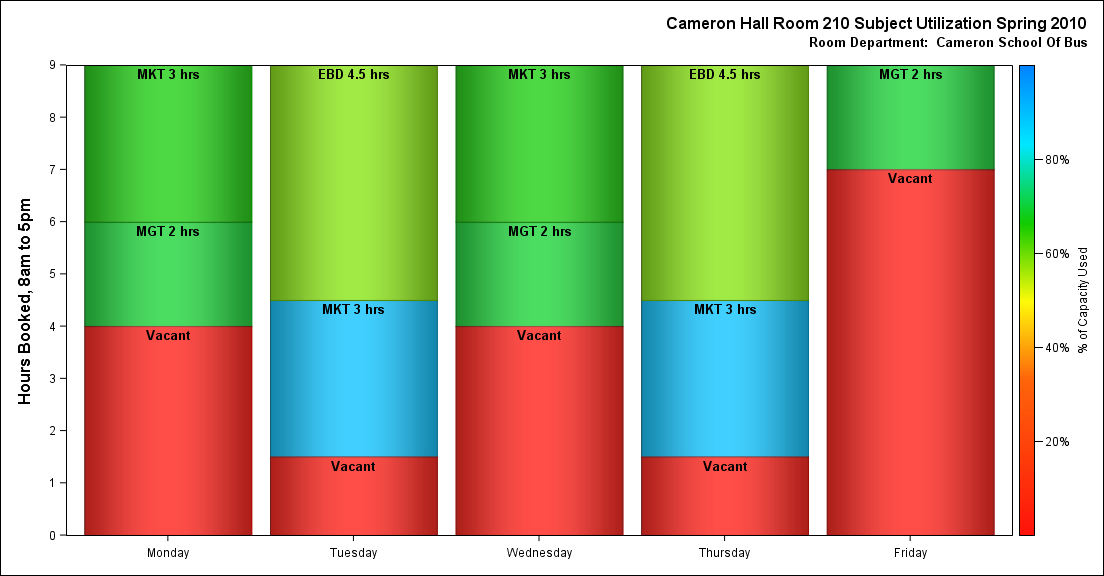 Cameron Hall Room 210 Subject Utilization Spring 2010
Room Department:  Cameron School Of Bus
Hours Booked, 8am to 5pm
9
8
7
6
5
4
3
2
1
0
MKT 3 hrs
MGT 2 hrs
Vacant
EBD 4.5 hrs
MKT 3 hrs
Vacant
MKT 3 hrs
MGT 2 hrs
Vacant
EBD 4.5 hrs
MKT 3 hrs
Vacant
MGT 2 hrs
Vacant
Monday
Tuesday
Wednesday
Thursday
Friday
80%
60%
40%
20%
% of Capacity Used